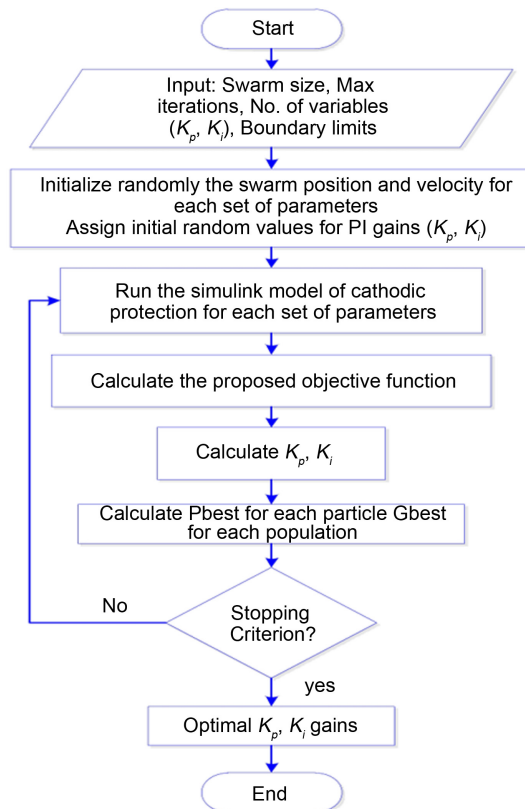 Start
Input: Swarm size, Max
iterations, No. of variables
(Kp, Ki), Boundary limits
Initialize randomly the swarm position and velocity for
each set of parameters
Assign initial random values for PI gains (Kp, Ki)
Run the simulink model of cathodic
protection for each set of parameters
Calculate the proposed objective function
Calculate Kp, Ki
Calculate Pbest for each particle Gbest
for each population
Stopping
Criterion?
No
yes
Optimal Kp, Ki gains
End